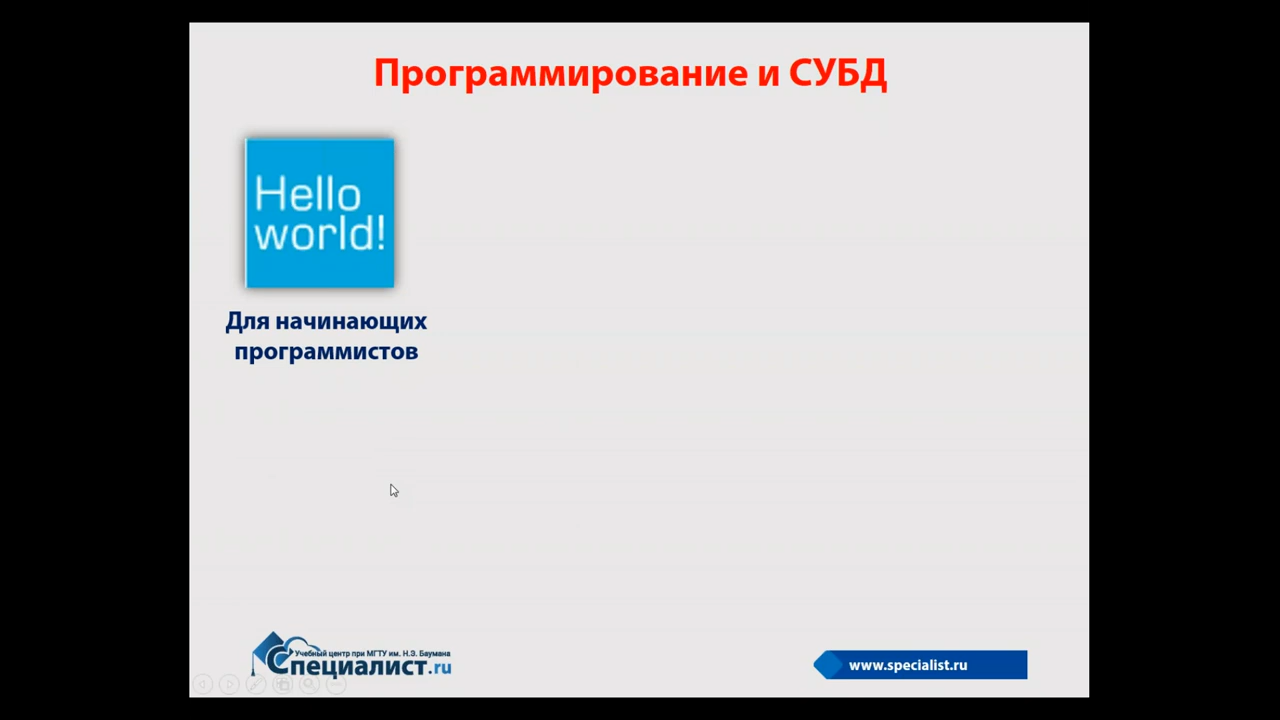 Программирование и СУБД
Hello
world!
Для начинающих
программистов
Учебный центр при МГТУ им. Н.Э. Баумана
Специалист.ru
www.specialist.ru